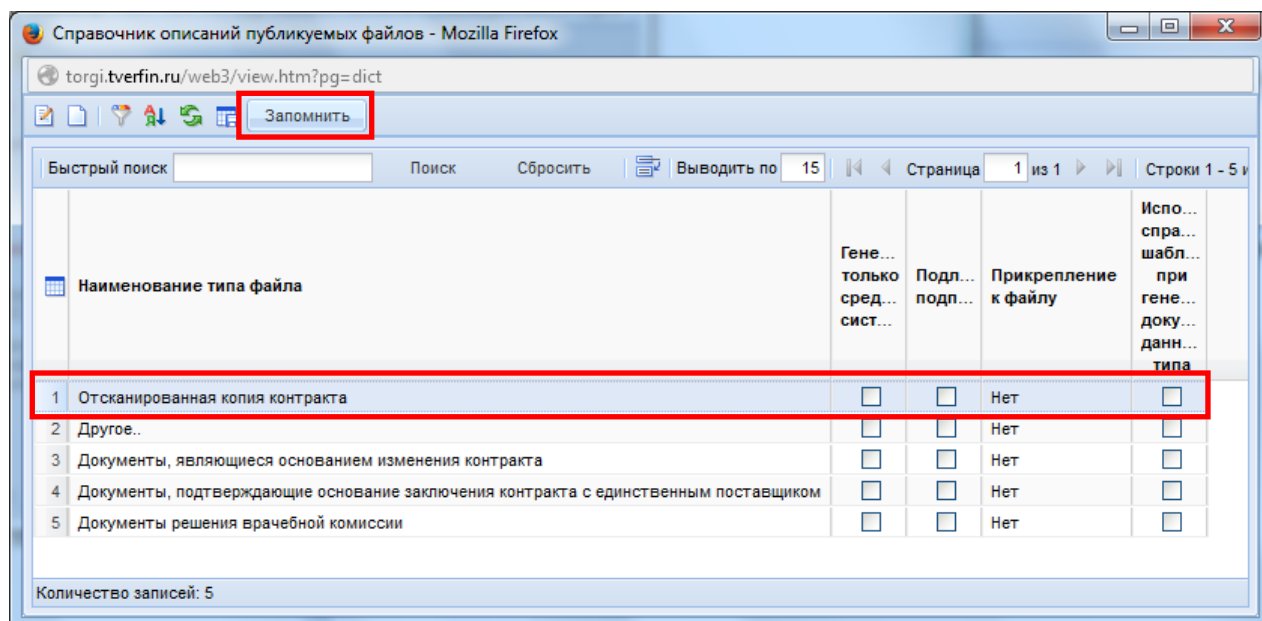 Справочник описаний публикуемых файлов - Mozilla Firefox
torgi.tverfin.ru/web3/view.htm?pg=dict
Запомнить
Быстрый поиск Поиск Сбросить Выводить по 15 Страница 1 из 1 Строки 1 - 5 и
Наименование типа файла
Гене...
только
сред...
сист...
Подл...
подп...
Прикрепление
к файлу
Испо...
спра...
шабл...
при
гене...
доку...
данн...
типа
1 Отсканированная копия контракта Нет
2 Другое.. Нет
3 Документы, являющиеся основанием изменения контракта Нет
4 Документы, подтверждающие основание заключения контракта с единственным поставщиком Нет
5 Документы решения врачебной комиссии Нет
Количество записей: 5